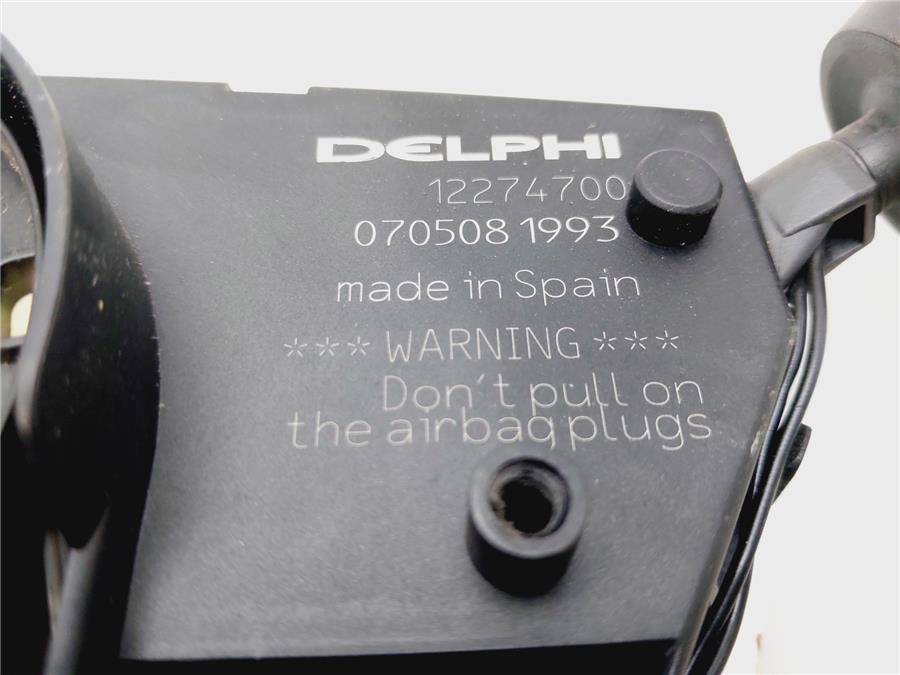 DELPHI
12274700
070508 1993
made in Spain
*** WARNING ***
Don't pull on
the airbag plugs